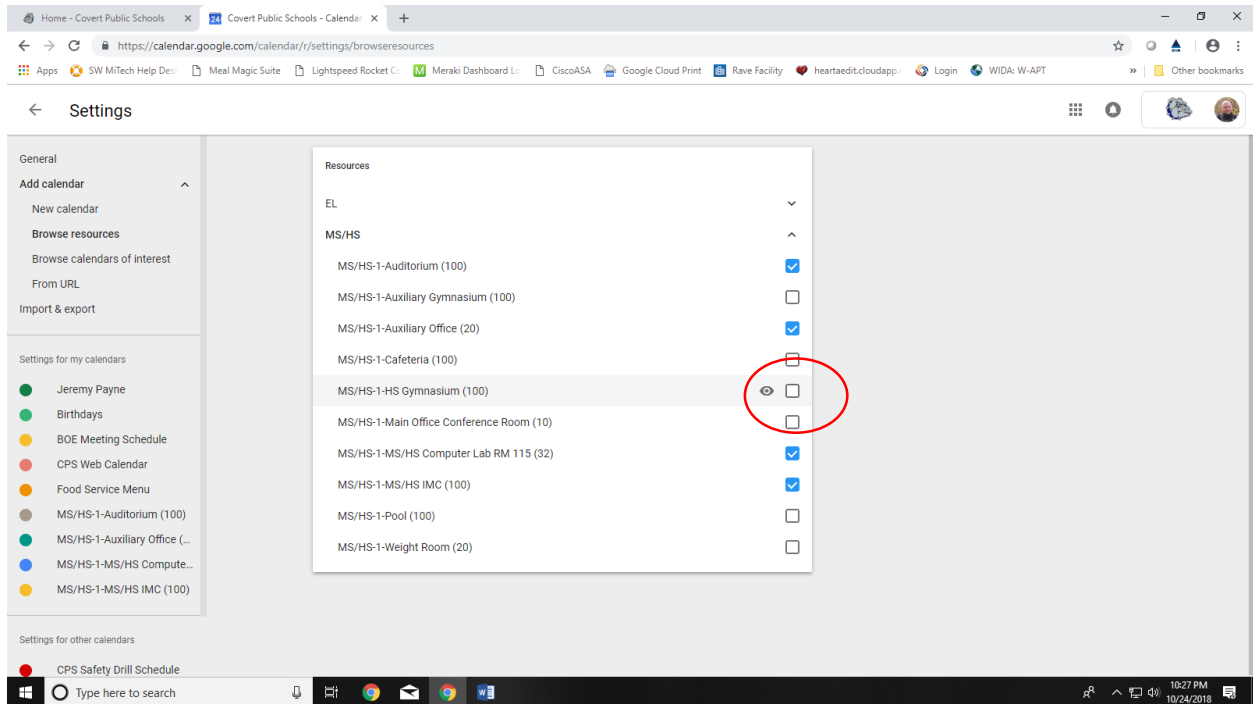 Home - Covert Public Schools
24 Covert Public Schools - Calendar
https://calendar.google.com/calendar/r/settings/browseresources
Apps SW MiTech Help Des Meal Magic Suite Lightspeed Rocket Meraki Dashboard CiscoASA Google Cloud Print Rave Facility heartaedit.cloudapp. Login WIDA: W-APT » Other bookmarks
Settings
General
Add calendar
New calendar
Browse resources
Browse calendars of interest
From URL
Import & export
Settings for my calendars
Jeremy Payne
Birthdays
BOE Meeting Schedule
CPS Web Calendar
Food Service Menu
MS/HS-1-Auditorium (100)
MS/HS-1-Auxiliary Office (...
MS/HS-1-MS/HS Compute...
MS/HS-1-MS/HS IMC (100)
Settings for other calendars
CPS Safety Drill Schedule
Resources
EL
MS/HS
MS/HS-1-Auditorium (100)
MS/HS-1-Auxiliary Gymnasium (100)
MS/HS-1-Auxiliary Office (20)
MS/HS-1-Cafeteria (100)
MS/HS-1-HS Gymnasium (100)
MS/HS-1-Main Office Conference Room (10)
MS/HS-1-MS/HS Computer Lab RM 115 (32)
MS/HS-1-MS/HS IMC (100)
MS/HS-1-Pool (100)
MS/HS-1-Weight Room (20)
Type here to search
10:27 PM
10/24/2018